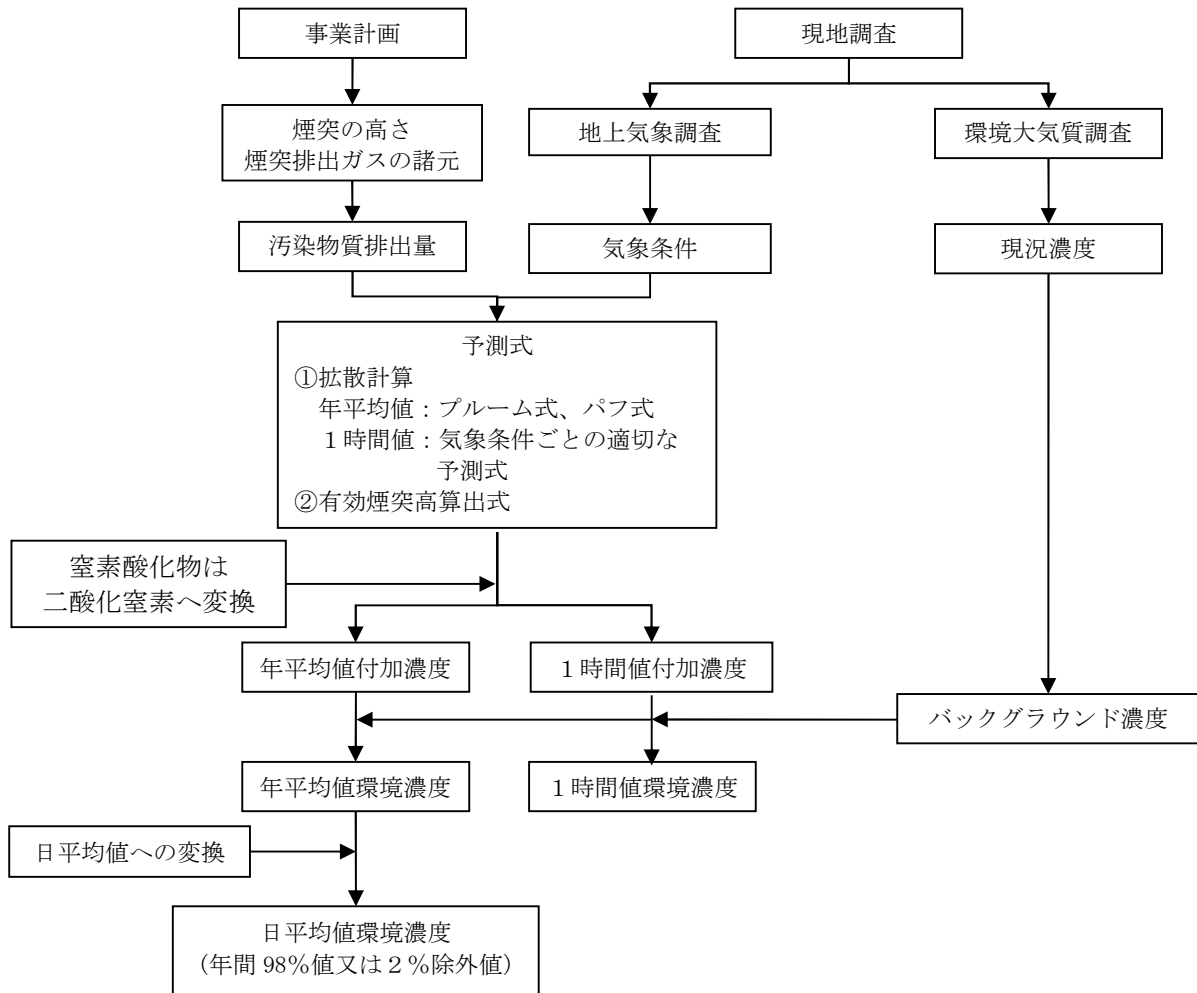 事業計画
現地調査
煙突の高さ
煙突排出ガスの諸元
地上気象調査
環境大気質調査
汚染物質排出量
気象条件
現況濃度
予測式
①拡散計算
年平均値：プルーム式、パフ式
１時間値：気象条件ごとの適切な
予測式
②有効煙突高算出式
窒素酸化物は
二酸化窒素へ変換
年平均値付加濃度
１時間値付加濃度
バックグラウンド濃度
年平均値環境濃度
１時間値環境濃度
日平均値への変換
日平均値環境濃度
（年間 98％値又は２％除外値）